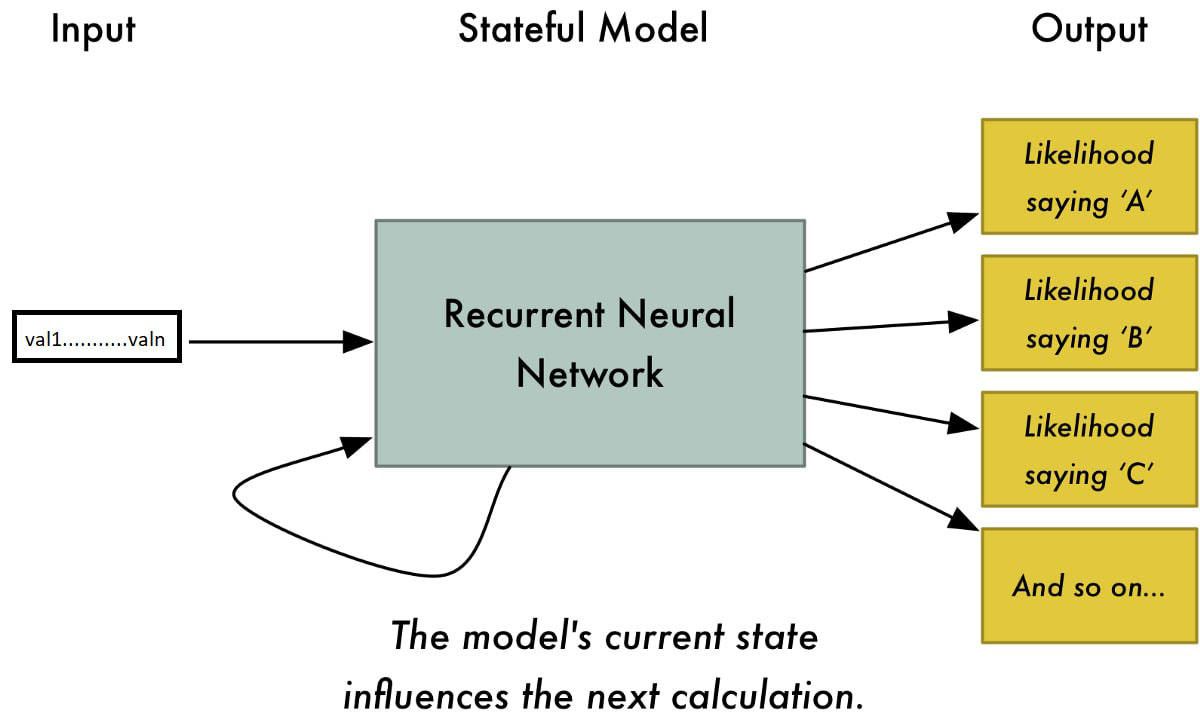 Input
Stateful Model
Output
Likelihood
saying ‘A’
Likelihood
saying ‘B’
Likelihood
saying ‘C’
And so on...
val1...........valn
Recurrent Neural
Network
The model's current state
influences the next calculation.